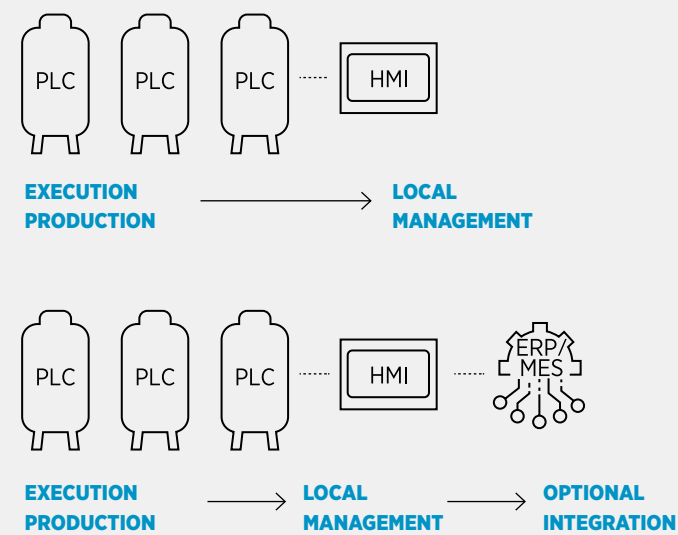 PLC PLC PLC HMI
EXECUTION
PRODUCTION
LOCAL
MANAGEMENT
PLC PLC PLC HMI
ERP/
MES
EXECUTION
PRODUCTION
LOCAL
MANAGEMENT
OPTIONAL
INTEGRATION